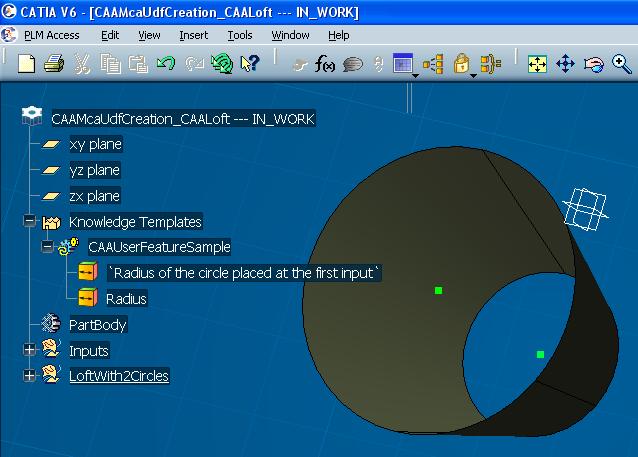 CATIA V6 - [CAAMcaUdfCreation_CAALoft --- IN_WORK]
PLM Access Edit View Insert Tools Window Help
f(x)
CAAMcaUdfCreation_CAALoft --- IN_WORK
xy plane
yz plane
zx plane
Knowledge Templates
CAAUserFeatureSample
`Radius of the circle placed at the first input`
Radius
PartBody
Inputs
LoftWith2Circles